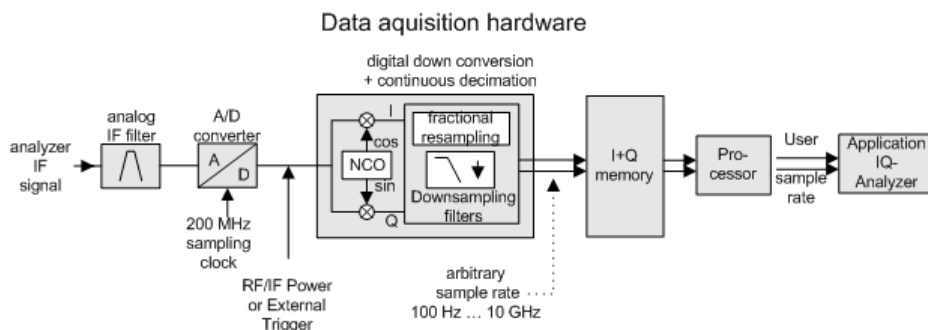 Data aquisition hardware
digital down conversion
+ continuous decimation
analog
IF filter
A/D
converter
analyzer
IF
signal
A
D
200 MHz
sampling
clock
RF/IF Power
or External
Trigger
I
cos
NCO
sin
Q
fractional
resampling
Downsampling
filters
arbitrary
sample rate
100 Hz ... 10 GHz
I+Q
memory
Pro-
cessor
User
sample
rate
Application
IQ-
Analyzer